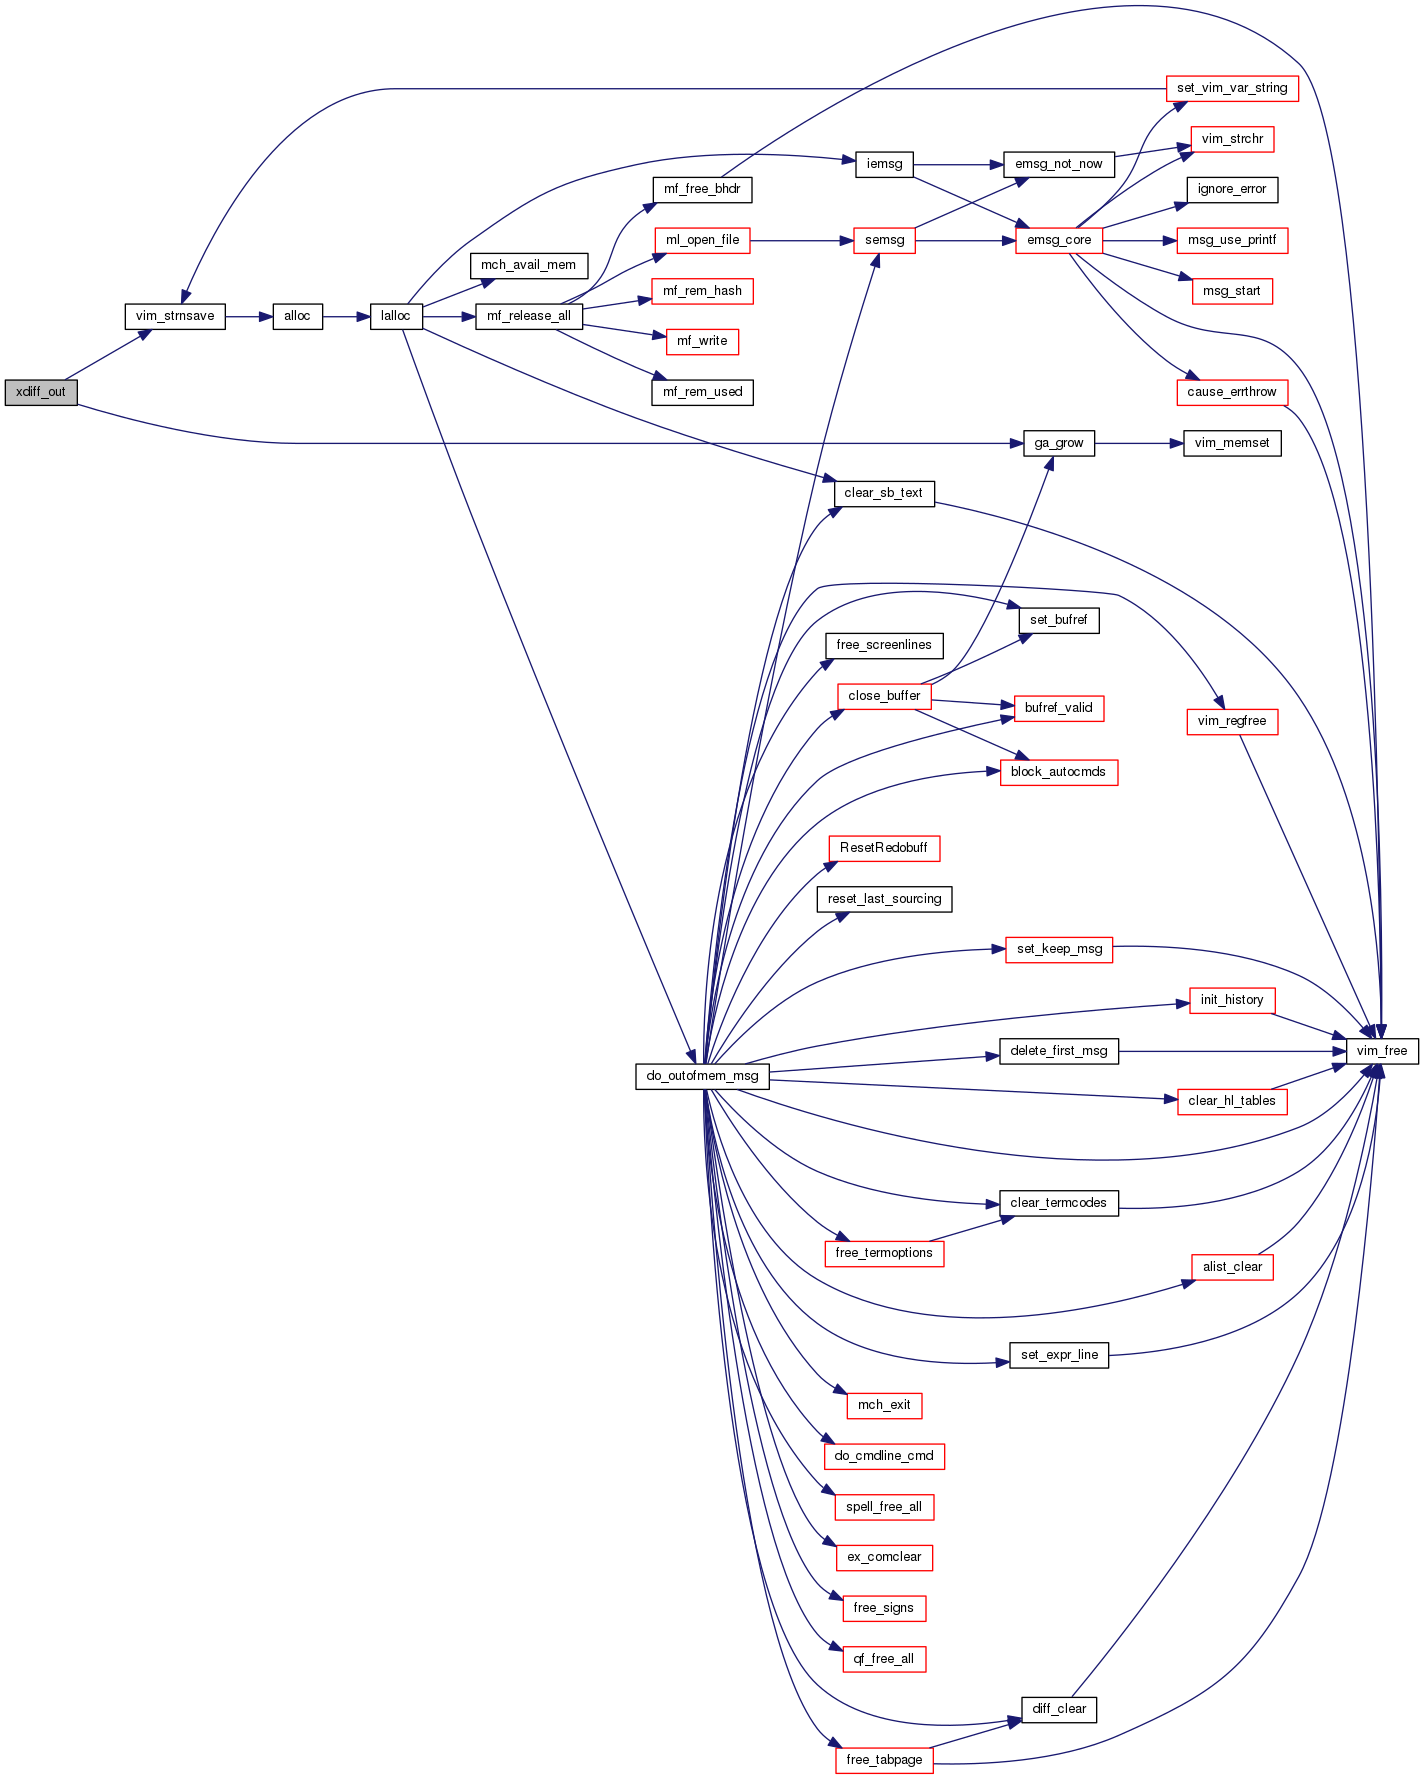 set_vim_var_string
vim_strchr
iemsg
emsg_not_now
mf_free_bhdr
ignore_error
ml_open_file
semsg
emsg_core
msg_use_printf
mch_avail_mem
mf_rem_hash
msg_start
vim_strnsave
alloc
lalloc
mf_release_all
mf_write
xdiff_out
mf_rem_used
cause_errthrow
ga_grow
vim_memset
clear_sb_text
set_bufref
free_screenlines
close_buffer
bufref_valid
vim_regfree
block_autocmds
ResetRedobuff
reset_last_sourcing
set_keep_msg
init_history
delete_first_msg
vim_free
do_outofmem_msg
clear_hl_tables
clear_termcodes
free_termoptions
alist_clear
set_expr_line
mch_exit
do_cmdline_cmd
spell_free_all
ex_comclear
free_signs
qf_free_all
diff_clear
free_tabpage